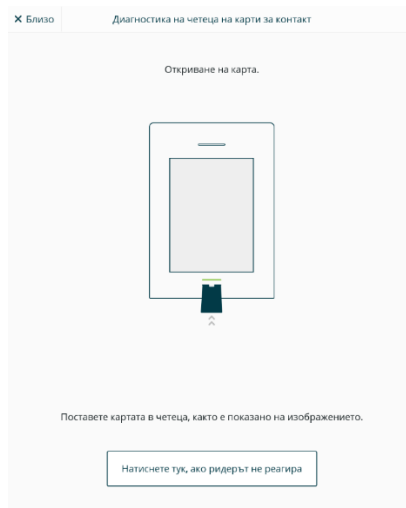 ✕ Близо
Диагностика на четеца на карти за контакт
Откриване на карта.
Поставете картата в четеца, както е показано на изображението.
Натиснете тук, ако ридерът не реагира